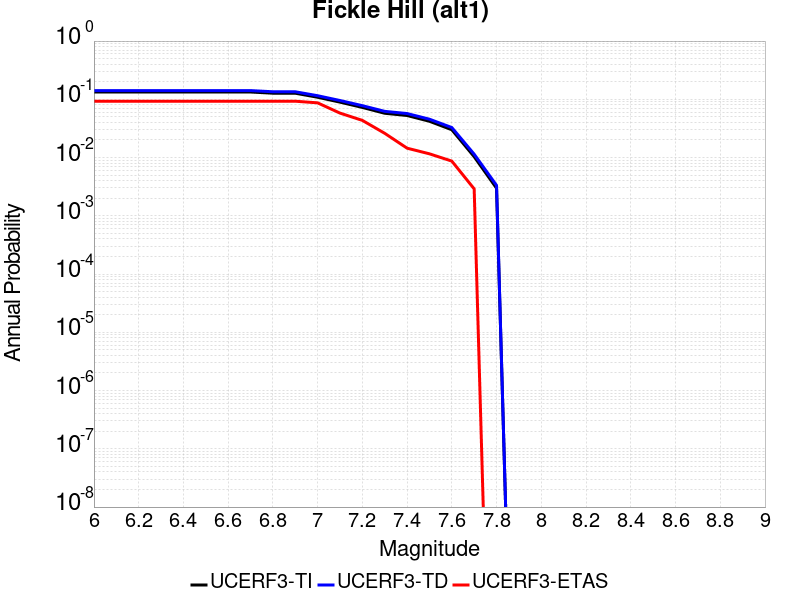 Fickle Hill (alt1)
10^0
10^-1
10^-2
10^-3
10^-4
10^-5
10^-6
10^-7
10^-8
Annual Probability
6 6.2 6.4 6.6 6.8 7 7.2 7.4 7.6 7.8 8 8.2 8.4 8.6 8.8 9
Magnitude
UCERF3-TI UCERF3-TD UCERF3-ETAS